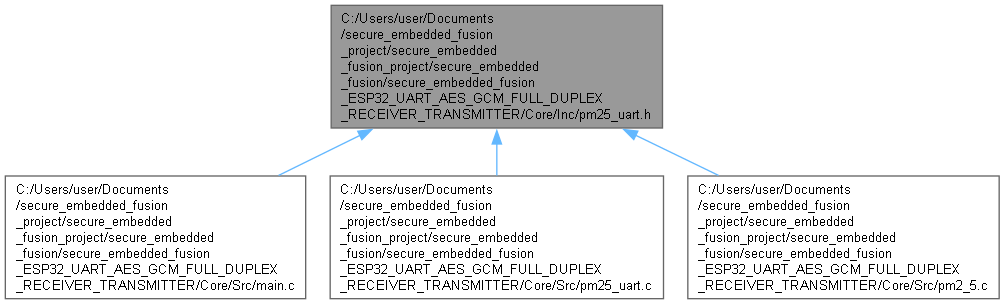 C:/Users/user/Documents
/secure_embedded_fusion
_project/secure_embedded
_fusion_project/secure_embedded
_fusion/secure_embedded_fusion
_ESP32_UART_AES_GCM_FULL_DUPLEX
_RECEIVER_TRANSMITTER/Core/Inc/pm25_uart.h
C:/Users/user/Documents
/secure_embedded_fusion
_project/secure_embedded
_fusion_project/secure_embedded
_fusion/secure_embedded_fusion
_ESP32_UART_AES_GCM_FULL_DUPLEX
_RECEIVER_TRANSMITTER/Core/Src/main.c
C:/Users/user/Documents
/secure_embedded_fusion
_project/secure_embedded
_fusion_project/secure_embedded
_fusion/secure_embedded_fusion
_ESP32_UART_AES_GCM_FULL_DUPLEX
_RECEIVER_TRANSMITTER/Core/Src/pm25_uart.c
C:/Users/user/Documents
/secure_embedded_fusion
_project/secure_embedded
_fusion_project/secure_embedded
_fusion/secure_embedded_fusion
_ESP32_UART_AES_GCM_FULL_DUPLEX
_RECEIVER_TRANSMITTER/Core/Src/pm2_5.c